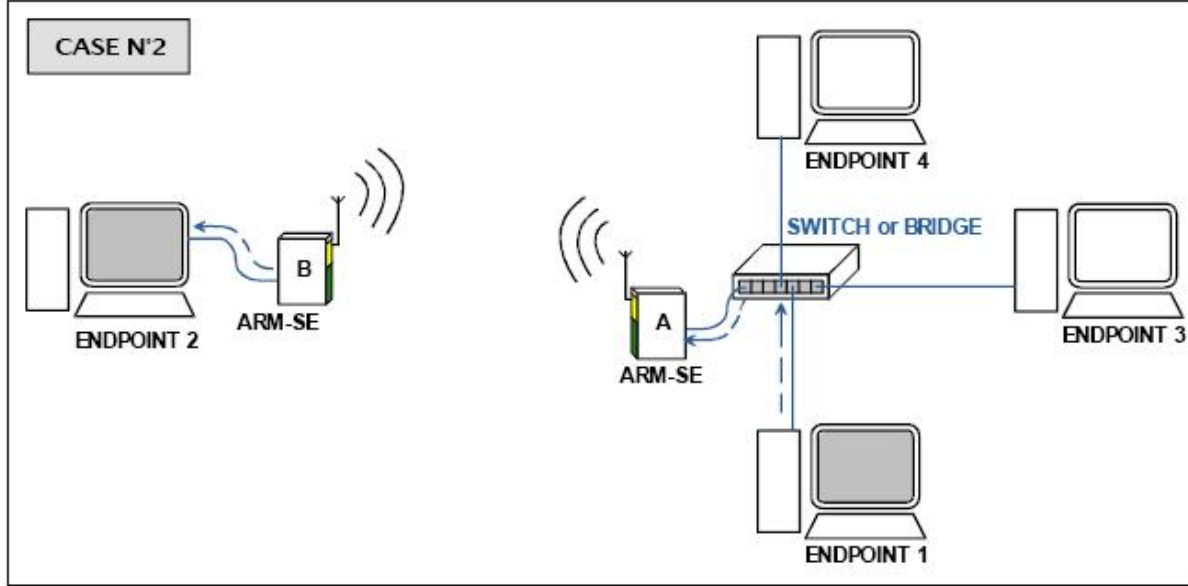 CASE N°2
ENDPOINT 4
SWITCH or BRIDGE
B
ARM-SE
ENDPOINT 2
A
ARM-SE
ENDPOINT 3
ENDPOINT 1